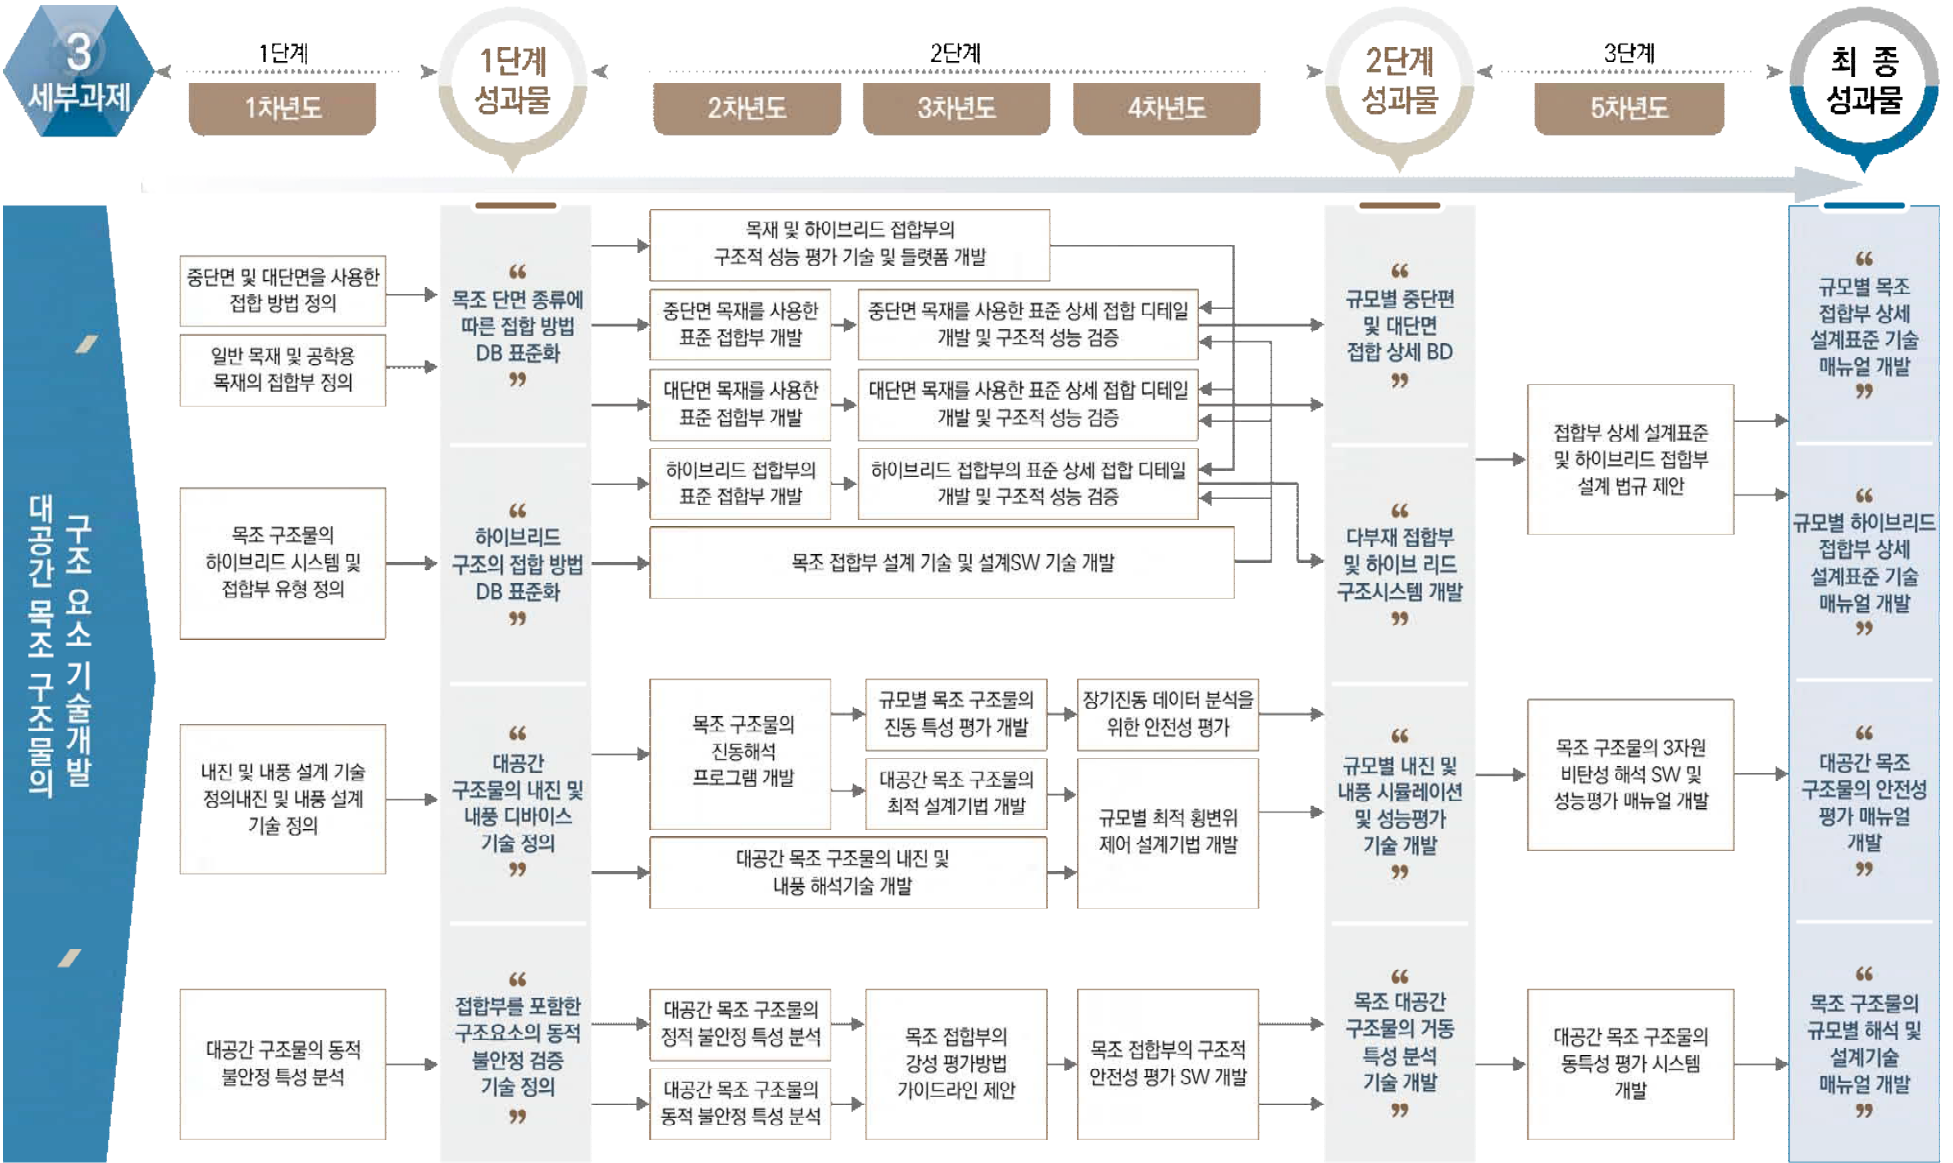 3
세부과제
1단계
1차년도
1단계
성과물
2단계
2차년도
3차년도
4차년도
2단계
성과물
3단계
5차년도
최 종
성과물
대공간 목조 구조물의
구조 요소 기술개발
중단면 및 대단면을 사용한
접합 방법 정의
일반 목재 및 공학용
목재의 접합부 정의
목조 구조물의
하이브리드 시스템 및
접합부 유형 정의
내진 및 내풍 설계 기술
정의내진 및 내풍 설계
기술 정의
대공간 구조물의 동적
불안정 특성 분석
“
목조 단면 종류에
따른 접합 방법
DB 표준화
”
“
하이브리드
구조의 접합 방법
DB 표준화
”
“
대공간
구조물의 내진 및
내풍 디바이스
기술 정의
”
“
접합부를 포함한
구조요소의 동적
불안정 검증
기술 정의
”
목재 및 하이브리드 접합부의
구조적 성능 평가 기술 및 들랫폼 개발
중단면 목재를 사용한
표준 접합부 개발
중단면 목재를 사용한 표준 상세 접합 디테일
개발 및 구조적 성능 검증
대단면 목재를 사용한
표준 접합부 개발
대단면 목재를 사용한 표준 상세 접합 디테일
개발 및 구조적 성능 검증
하이브리드 접합부의
표준 접합부 개발
하이브리드 접합부의 표준 상세 접합 디테일
개발 및 구조적 성능 검증
목조 접합부 설계 기술 및 설계SW 기술 개발
목조 구조물의
진동해석
프로그램 개발
규모별 목조 구조물의
진동 특성 평가 개발
장기진동 데이터 분석을
위한 안전성 평가
대공간 목조 구조물의
최적 설계기법 개발
규모별 최적 횡변위
제어 설계기법 개발
대공간 목조 구조물의 내진 및
내풍 해석기술 개발
대공간 목조 구조물의
정적 불안정 특성 분석
대공간 목조 구조물의
동적 불안정 특성 분석
목조 접합부의
강성 평가방법
가이드라인 제안
목조 접합부의 구조적
안전성 평가 SW 개발
“
규모별 중단편
및 대단면
접합 상세 BD
”
“
다부재 접합부
및 하이브 리드
구조시스템 개발
”
“
규모별 내진 및
내풍 시뮬레이션
및 성능평가
기술 개발
”
“
목조 대공간
구조물의 거동
특성 분석
기술 개발
”
접합부 상세 설계표준
및 하이브리드 접합부
설계 법규 제안
목조 구조물의 3차원
비탄성 해석 SW 및
성능평가 매뉴얼 개발
대공간 목조 구조물의
동특성 평가 시스템
개발
“
규모별 목조
접합부 상세
설계표준 기술
매뉴얼 개발
”
“
규모별 하이브리드
접합부 상세
설계표준 기술
매뉴얼 개발
”
“
대공간 목조
구조물의 안전성
평가 매뉴얼
개발
”
“
목조 구조물의
규모별 해석 및
설계기술
매뉴얼 개발
”